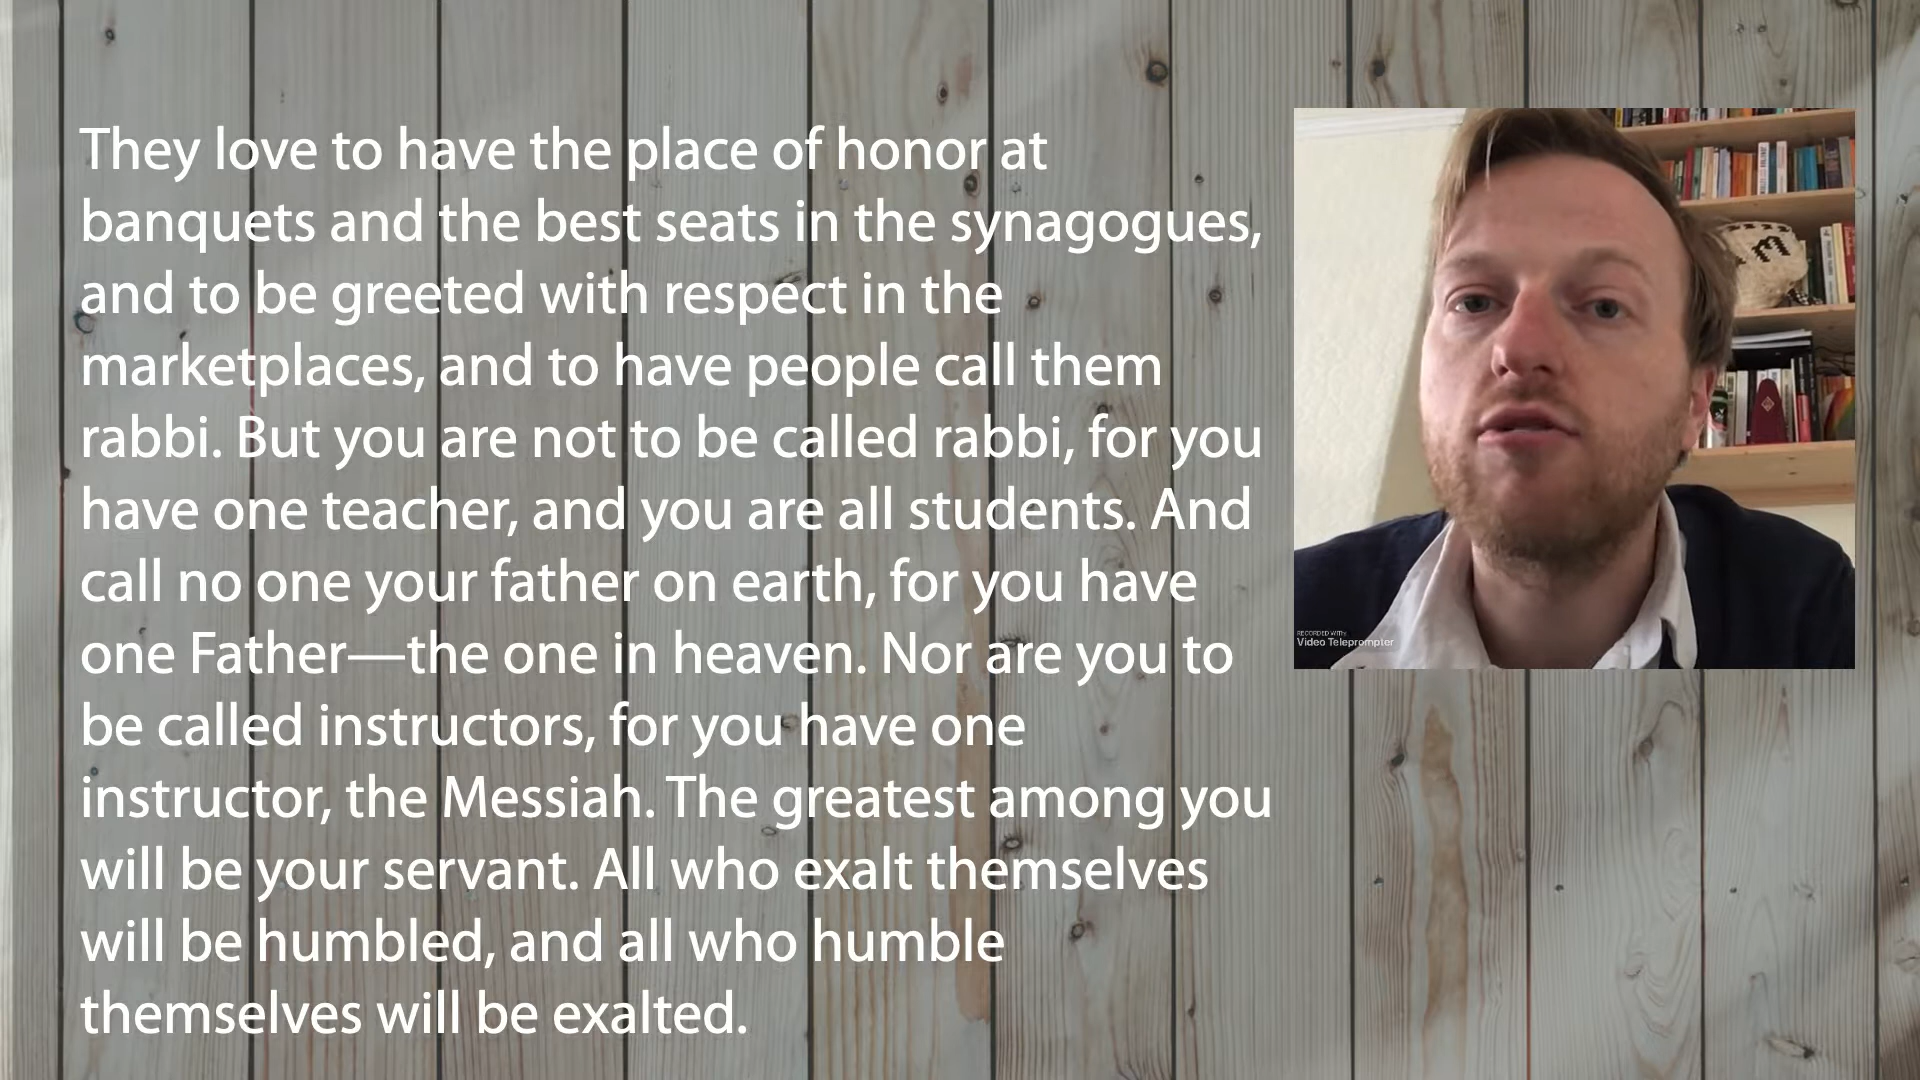 They love to have the place of honor at
banquets and the best seats in the synagogues,
and to be greeted with respect in the
marketplaces, and to have people call them
rabbi. But you are not to be called rabbi, for you
have one teacher, and you are all students. And
call no one your father on earth, for you have
one Father—the one in heaven. Nor are you to
be called instructors, for you have one
instructor, the Messiah. The greatest among you
will be your servant. All who exalt themselves
will be humbled, and all who humble
themselves will be exalted.
RECORDED WITH
Video Teleprompter